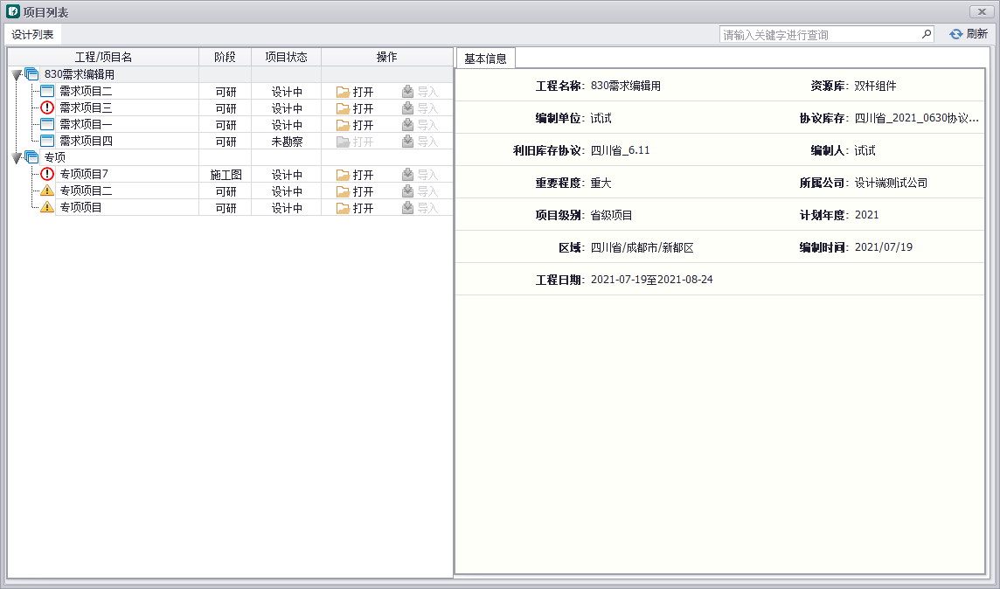 项目列表
设计列表
请输入关键字进行查询
刷新
工程/项目名 阶段 项目状态 操作
830需求编辑用
需求项目二 可研 设计中 打开 导入
需求项目三 可研 设计中 打开 导入
需求项目一 可研 设计中 打开 导入
需求项目四 可研 未勘察 打开 导入
专项
专项项目7 施工图 设计中 打开 导入
专项项目二 可研 设计中 打开 导入
专项项目 可研 设计中 打开 导入
基本信息
工程名称: 830需求编辑用 资源库: 双杆组件
编制单位: 试试 协议库存: 四川省_2021_0630协议...
利旧库存协议: 四川省_6.11 编制人: 试试
重要程度: 重大 所属公司: 设计端测试公司
项目级别: 省级项目 计划年度: 2021
区域: 四川省/成都市/新都区 编制时间: 2021/07/19
工程日期: 2021-07-19至2021-08-24